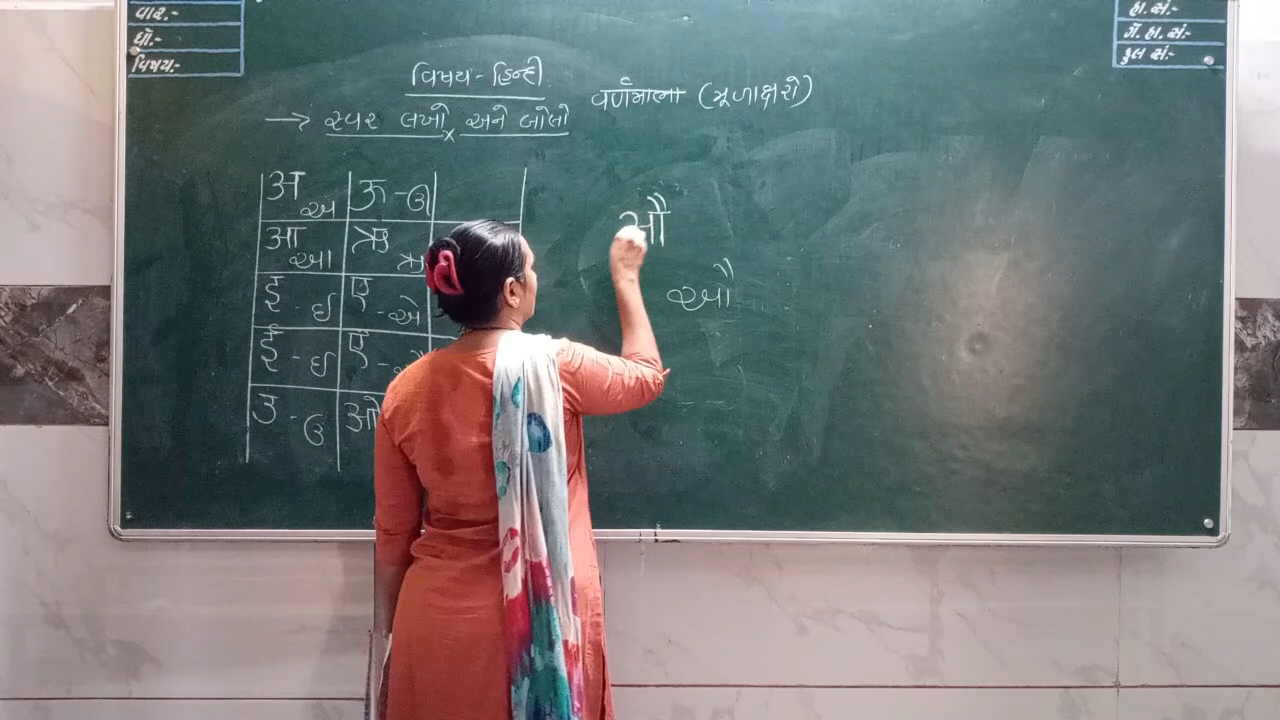 વાર:-
ધો:-
વિષય:-
હા. સં.-
ગે. હા. સં.-
કુલ સં:-
વિષય - હિન્દી
વર્ણમાલા (મૂળાક્ષરો)
→ સ્વર લખો × અને બોલો
अ અ ऊ - ઊ
आ આ ऋ ઋ
इ - ઈ ए - એ
ई - ઈ ऐ -
उ - ઉ ओ
औ
ઔ